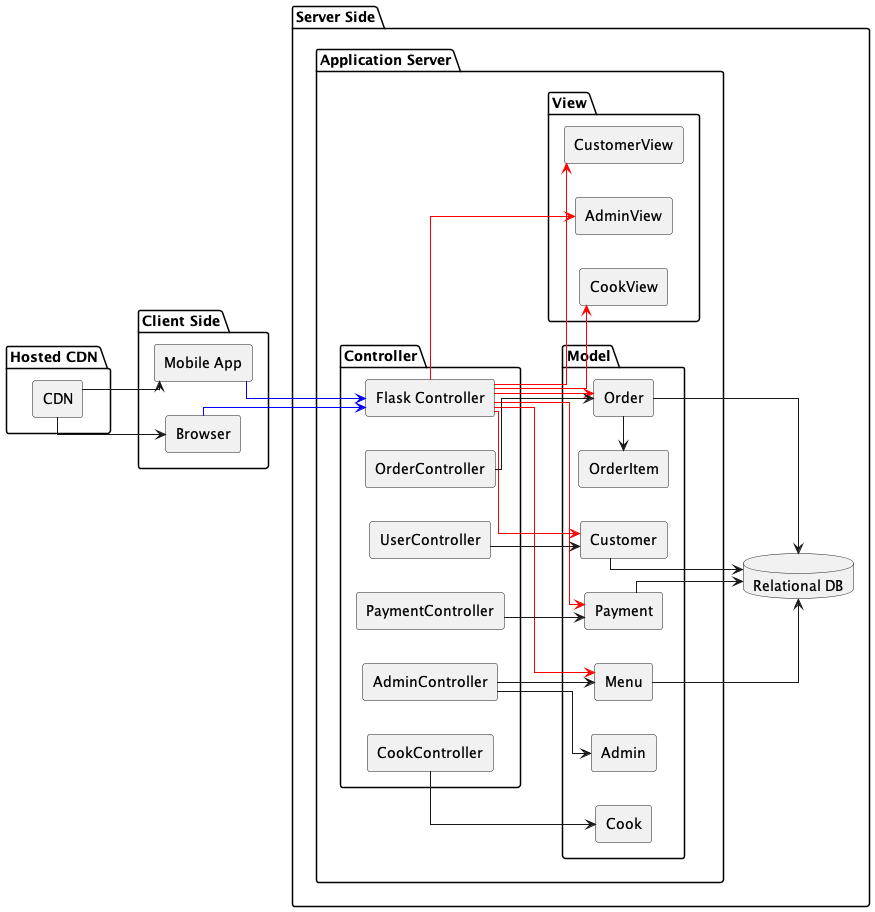 Server Side
Application Server
View
CustomerView
AdminView
CookView
Client Side
Mobile App
Browser
Hosted CDN
CDN
Controller
Flask Controller
OrderController
UserController
PaymentController
AdminController
CookController
Model
Order
OrderItem
Customer
Payment
Menu
Admin
Cook
Relational DB